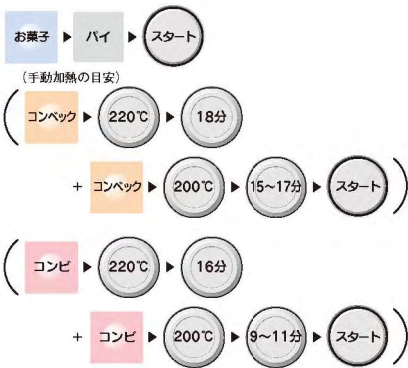 お菓子 ▶ パイ ▶ スタート
(手動加熱の目安)
( コンベック ▶ 220℃ ▶ 18分
+ コンベック ▶ 200℃ ▶ 15〜17分 ▶ スタート )
( コンビ ▶ 220℃ ▶ 16分
+ コンビ ▶ 200℃ ▶ 9〜11分 ▶ スタート )